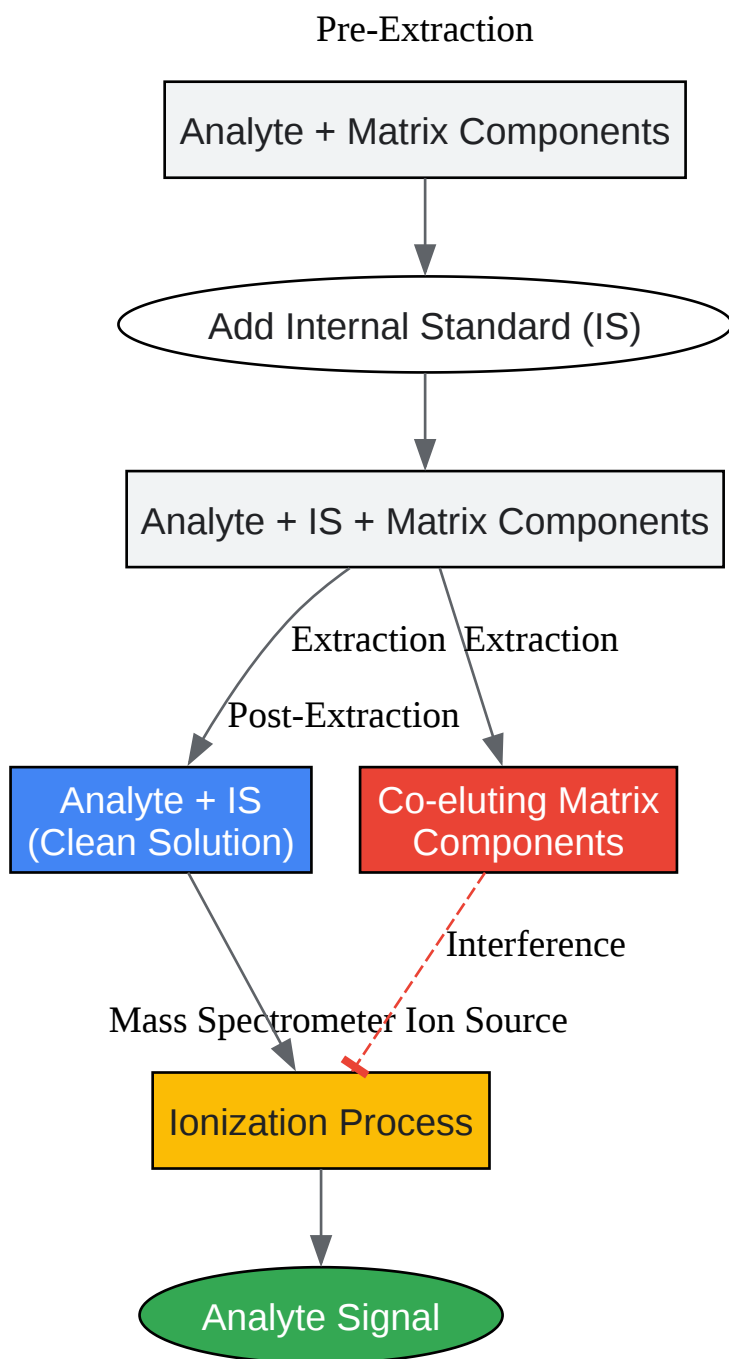 Pre-Extraction
Analyte + Matrix Components
Add Internal Standard (IS)
Analyte + IS + Matrix Components
Extraction
Extraction
Post-Extraction
Analyte + IS
(Clean Solution)
Co-eluting Matrix
Components
Interference
Mass Spectrometer Ion Source
Ionization Process
Analyte Signal